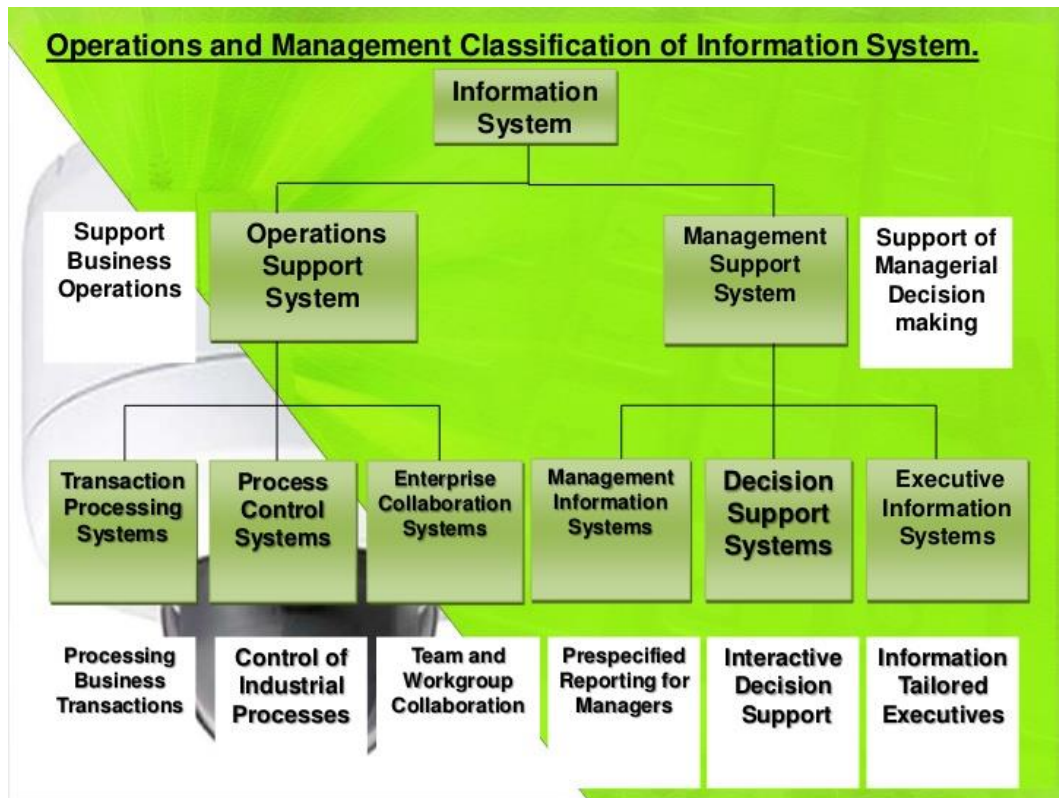 Operations and Management Classification of Information System.
Information
System
Support
Business
Operations
Operations
Support
System
Management
Support
System
Support of
Managerial
Decision
making
Transaction
Processing
Systems
Process
Control
Systems
Enterprise
Collaboration
Systems
Management
Information
Systems
Decision
Support
Systems
Executive
Information
Systems
Processing
Business
Transactions
Control of
Industrial
Processes
Team and
Workgroup
Collaboration
Prespecified
Reporting for
Managers
Interactive
Decision
Support
Information
Tailored
Executives